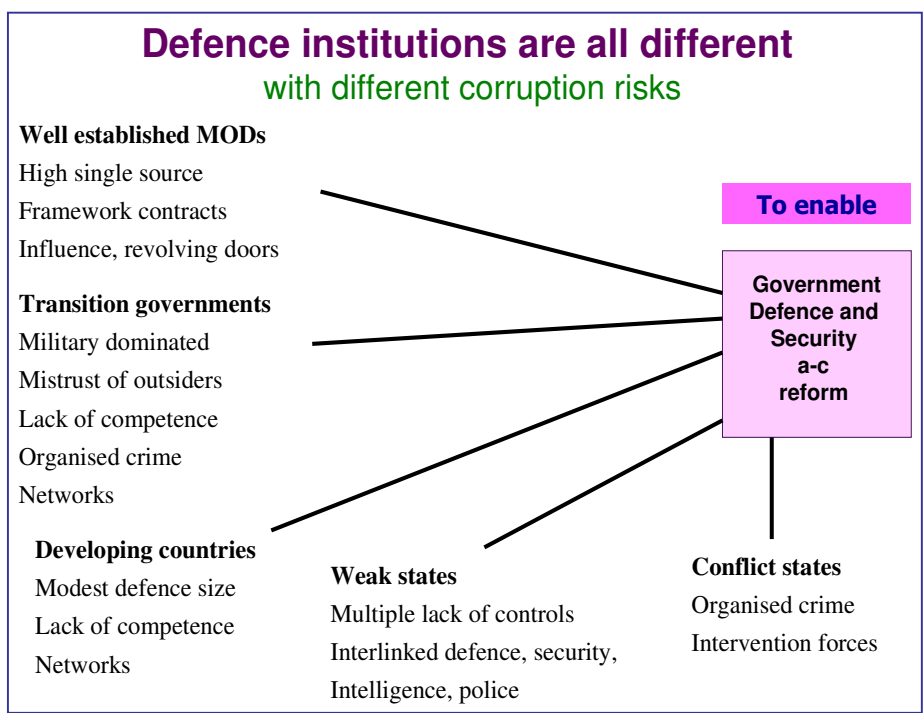 Defence institutions are all different
with different corruption risks
Well established MODs
High single source
Framework contracts
Influence, revolving doors
Transition governments
Military dominated
Mistrust of outsiders
Lack of competence
Organised crime
Networks
Developing countries
Modest defence size
Lack of competence
Networks
Weak states
Multiple lack of controls
Interlinked defence, security,
Intelligence, police
Conflict states
Organised crime
Intervention forces
To enable
Government
Defence and
Security
a-c
reform